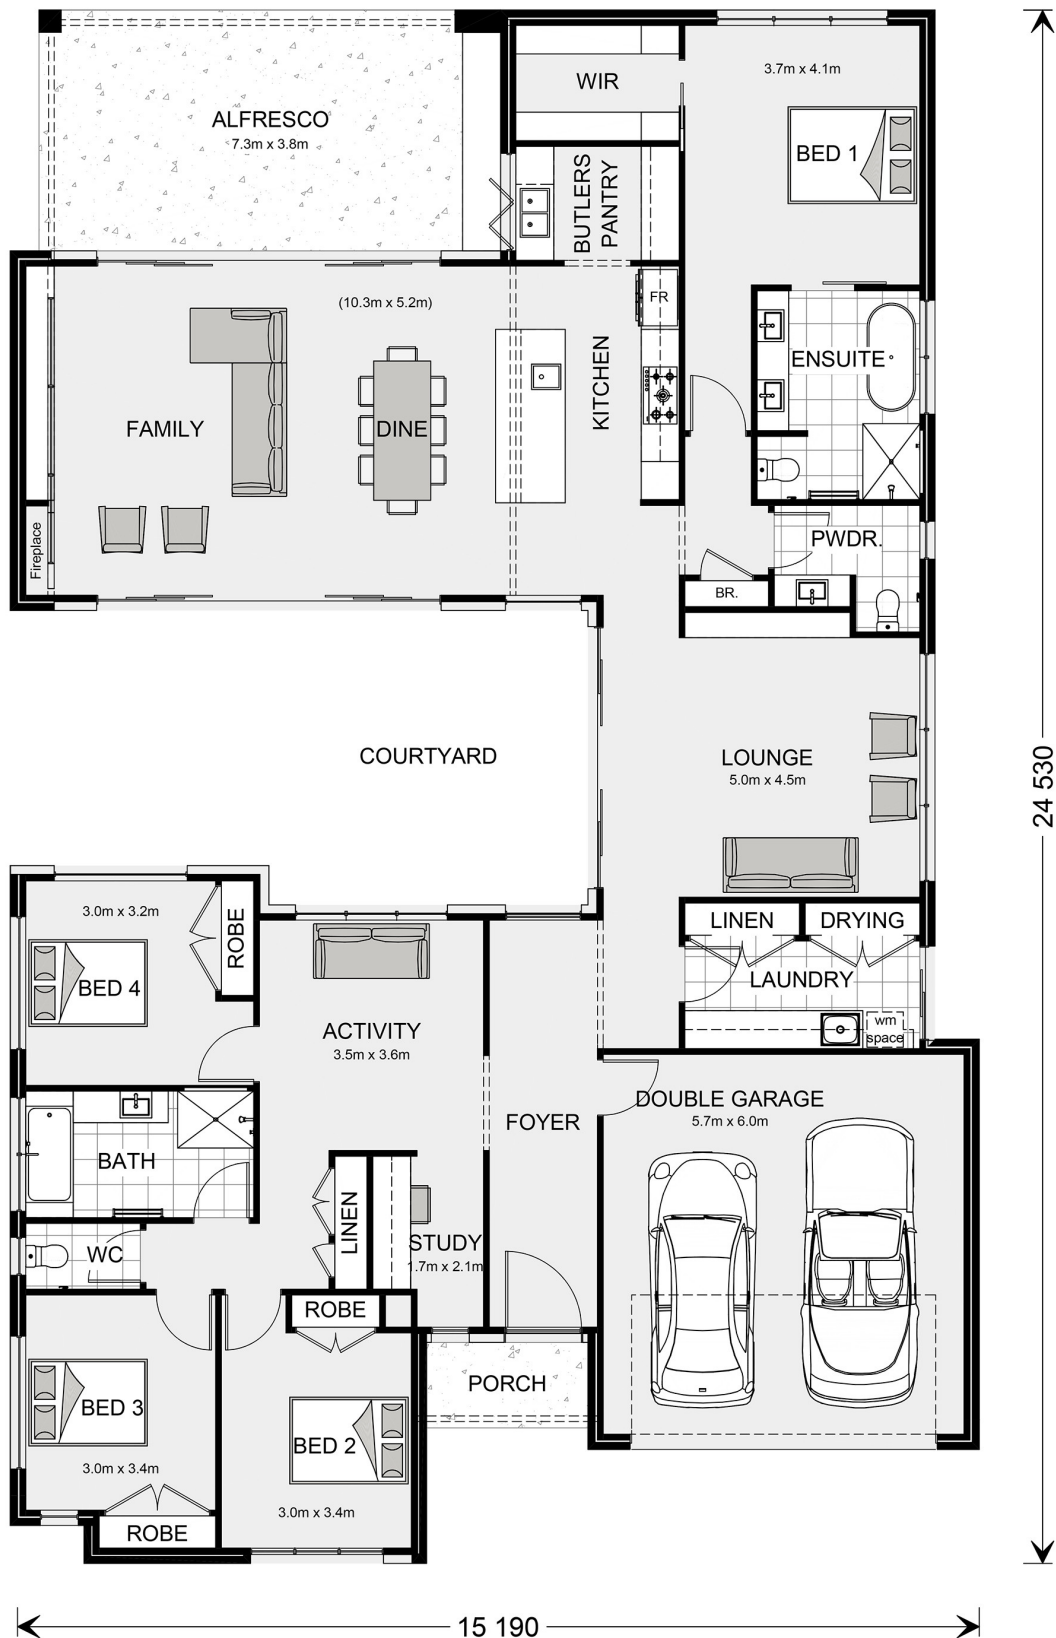 WIR
3.7m x 4.1m
ALFRESCO
7.3m x 3.8m
BED 1
BUTLERS
PANTRY
(10.3m x 5.2m)
FR
ENSUITE
KITCHEN
FAMILY
DINE
PWDR.
Fireplace
BR.
COURTYARD
LOUNGE
5.0m x 4.5m
24 530
3.0m x 3.2m
ROBE
LINEN
DRYING
BED 4
LAUNDRY
ACTIVITY
3.5m x 3.6m
wm
space
DOUBLE GARAGE
5.7m x 6.0m
FOYER
BATH
LINEN
STUDY
1.7m x 2.1m
WC
ROBE
PORCH
BED 3
BED 2
3.0m x 3.4m
3.0m x 3.4m
ROBE
15 190